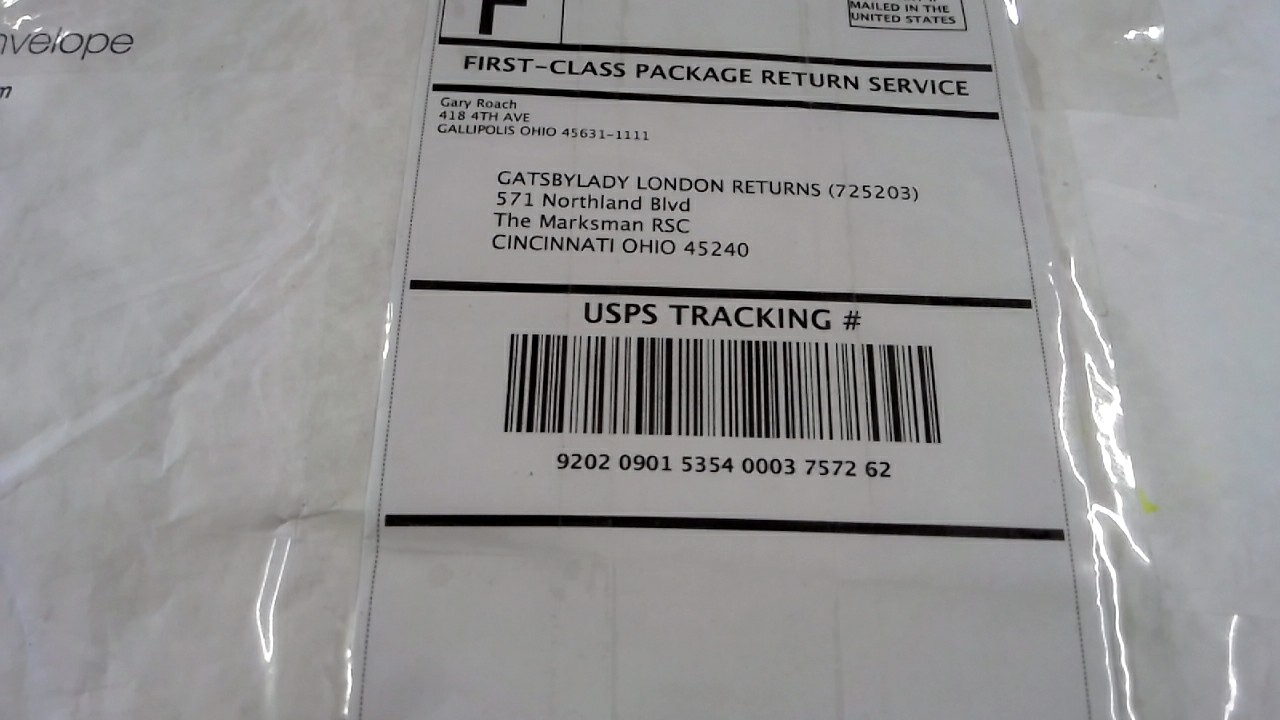 F
MAILED IN THE
UNITED STATES
FIRST-CLASS PACKAGE RETURN SERVICE
Gary Roach
418 4TH AVE
GALLIPOLIS OHIO 45631-1111
GATSBYLADY LONDON RETURNS (725203)
571 Northland Blvd
The Marksman RSC
CINCINNATI OHIO 45240
USPS TRACKING #
9202 0901 5354 0003 7572 62